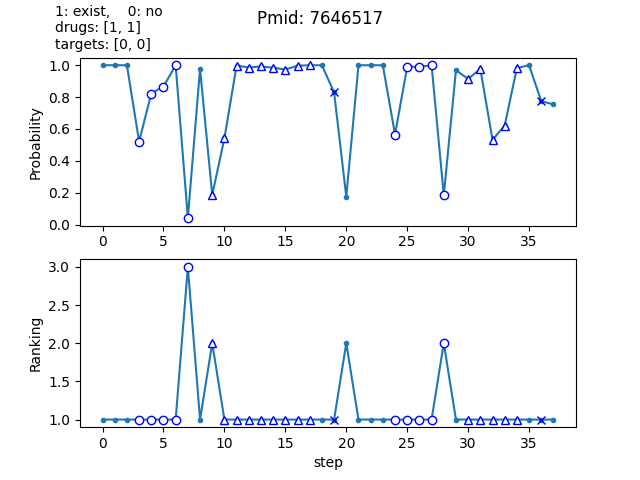 1: exist,    0: no
drugs: [1, 1]
targets: [0, 0]
Pmid: 7646517
1.0
0.8
0.6
0.4
0.2
0.0
Probability
0 5 10 15 20 25 30 35
3.0
2.5
2.0
1.5
1.0
Ranking
0 5 10 15 20 25 30 35
step